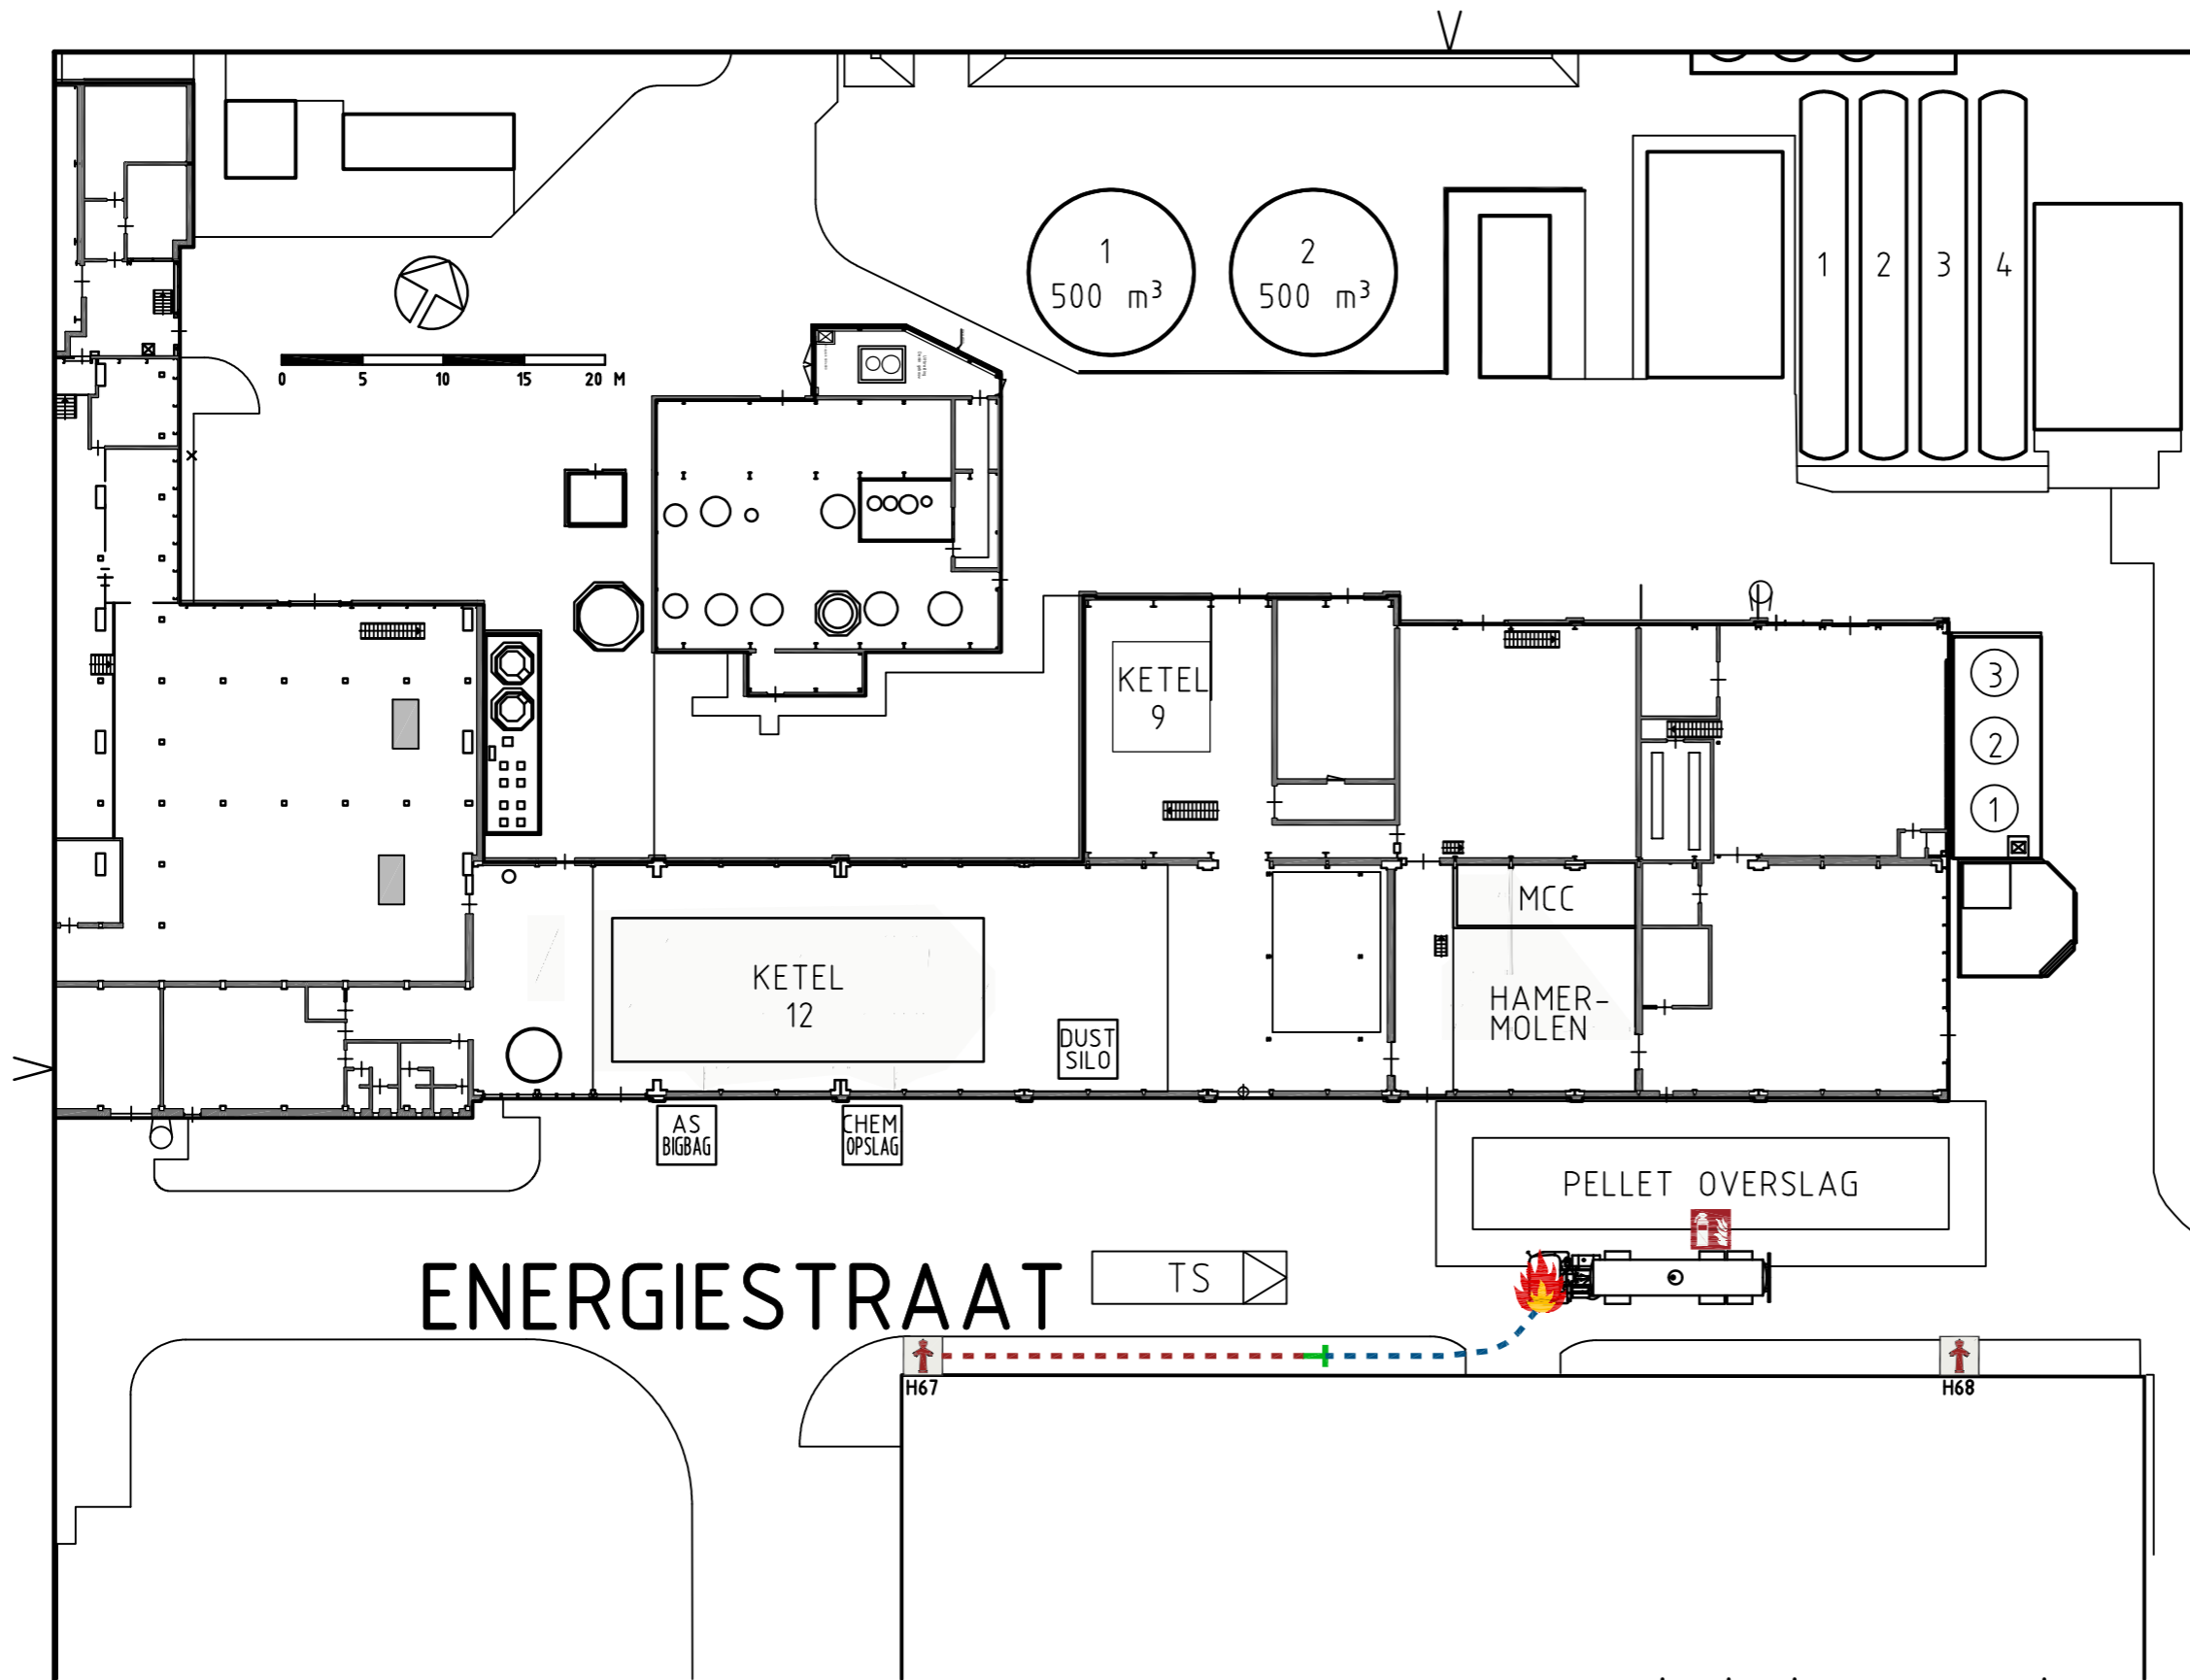 1
500 m³
2
500 m³
1
2
3
4
0 5 10 15 20 M
KETEL
9
3
2
1
MCC
KETEL
12
HAMER-
MOLEN
DUST
SILO
AS
BIGBAG
CHEM
OPSLAG
PELLET OVERSLAG
ENERGIESTRAAT
TS
H67
H68